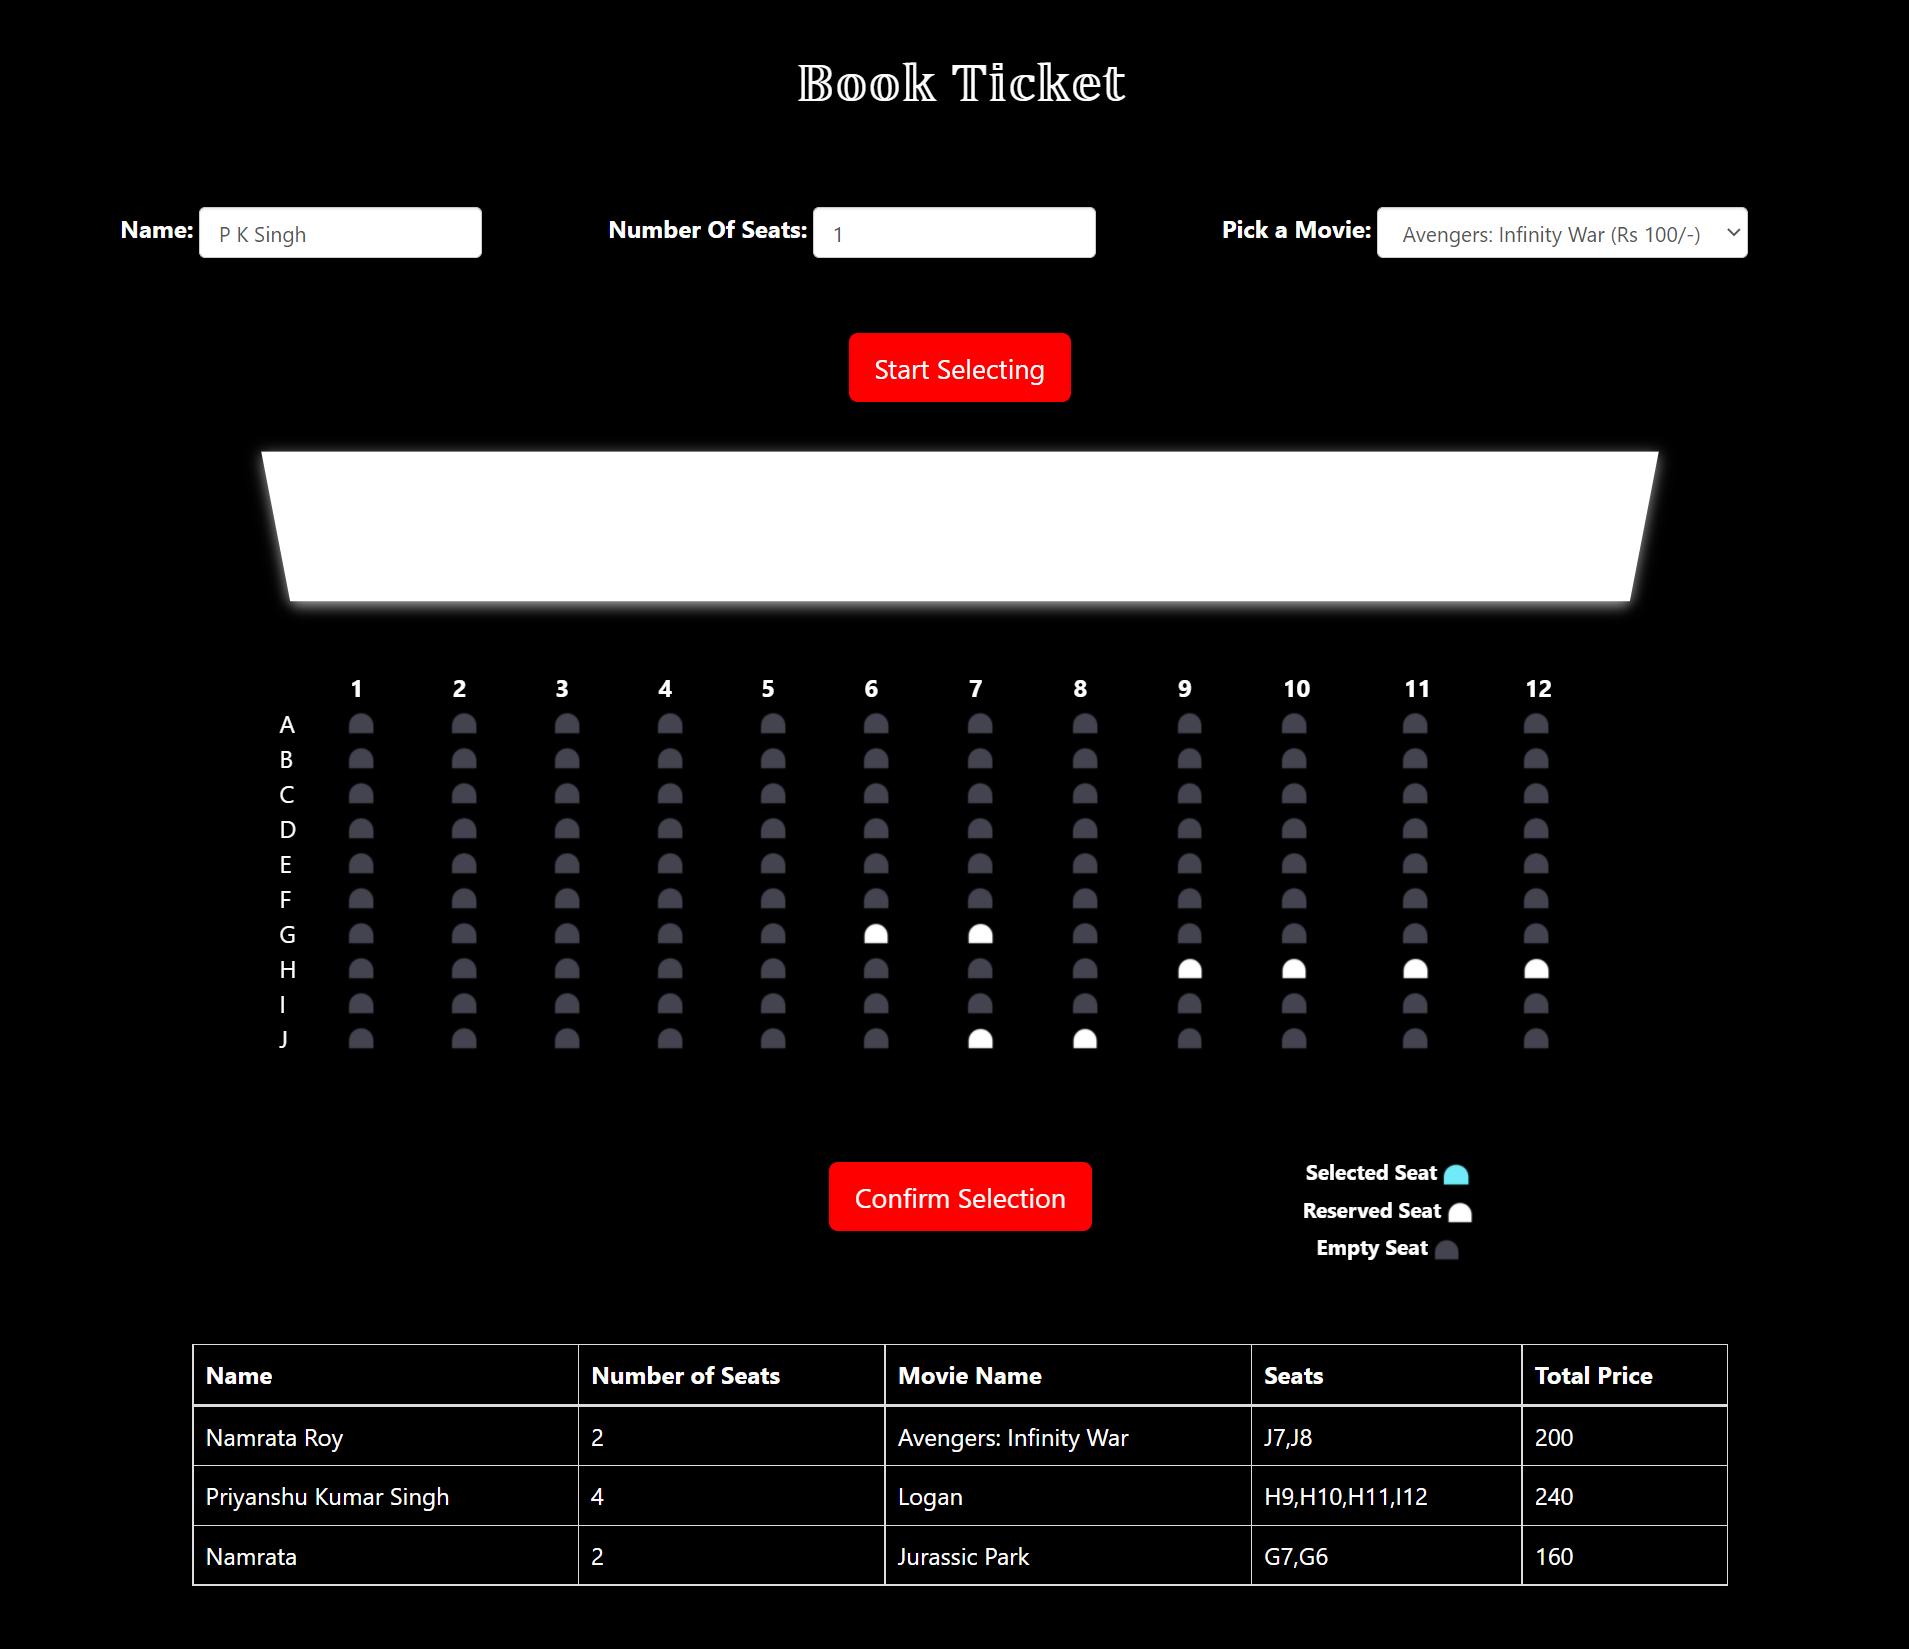 Book Ticket
Name: P K Singh Number Of Seats: 1 Pick a Movie: Avengers: Infinity War (Rs 100/-)
Start Selecting
1 2 3 4 5 6 7 8 9 10 11 12
A
B
C
D
E
F
G
H
I
J
Confirm Selection
Selected Seat
Reserved Seat
Empty Seat
Name Number of Seats Movie Name Seats Total Price
Namrata Roy 2 Avengers: Infinity War J7,J8 200
Priyanshu Kumar Singh 4 Logan H9,H10,H11,I12 240
Namrata 2 Jurassic Park G7,G6 160